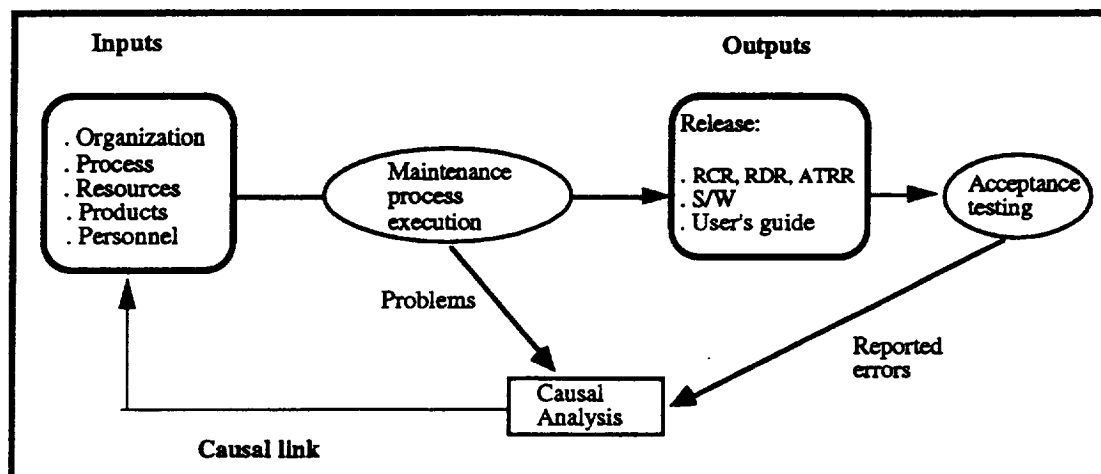 Inputs
Outputs
. Organization
. Process
. Resources
. Products
. Personnel
Maintenance
process
execution
Release:
. RCR, RDR, ATRR
. S/W
. User's guide
Acceptance
testing
Problems
Reported
errors
Causal
Analysis
Causal link